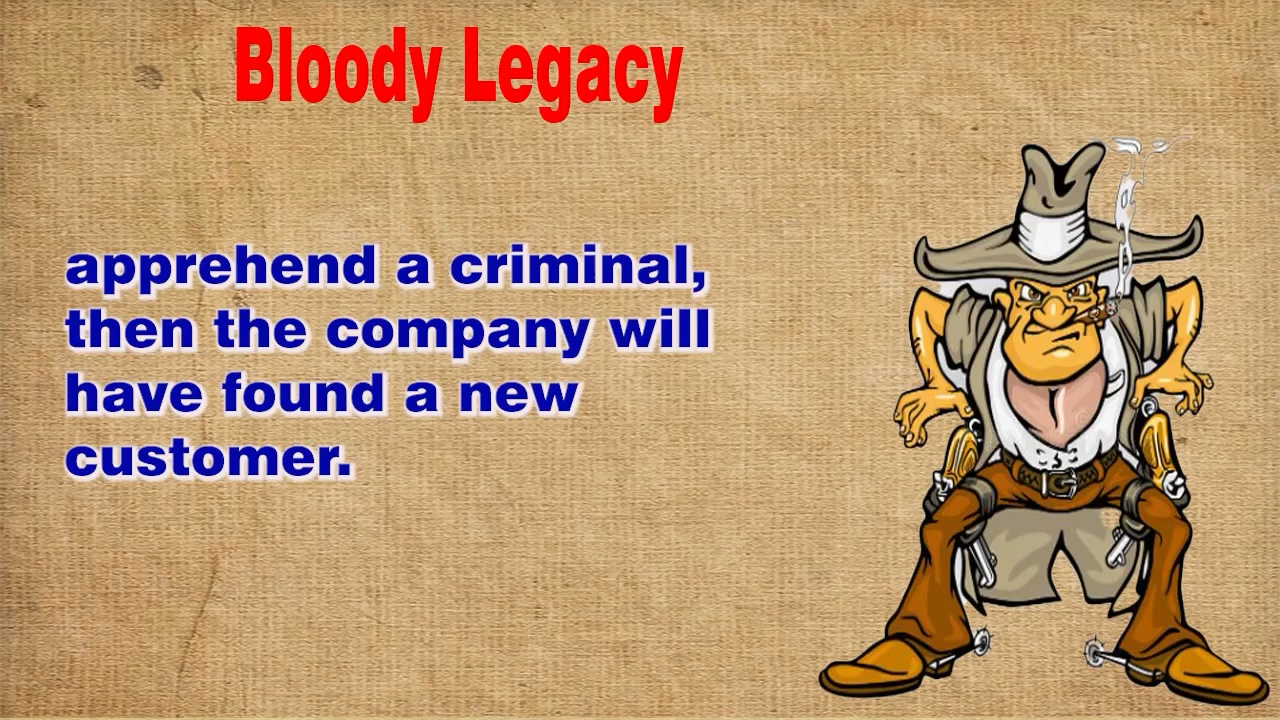 Bloody Legacy
apprehend a criminal,
then the company will
have found a new
customer.